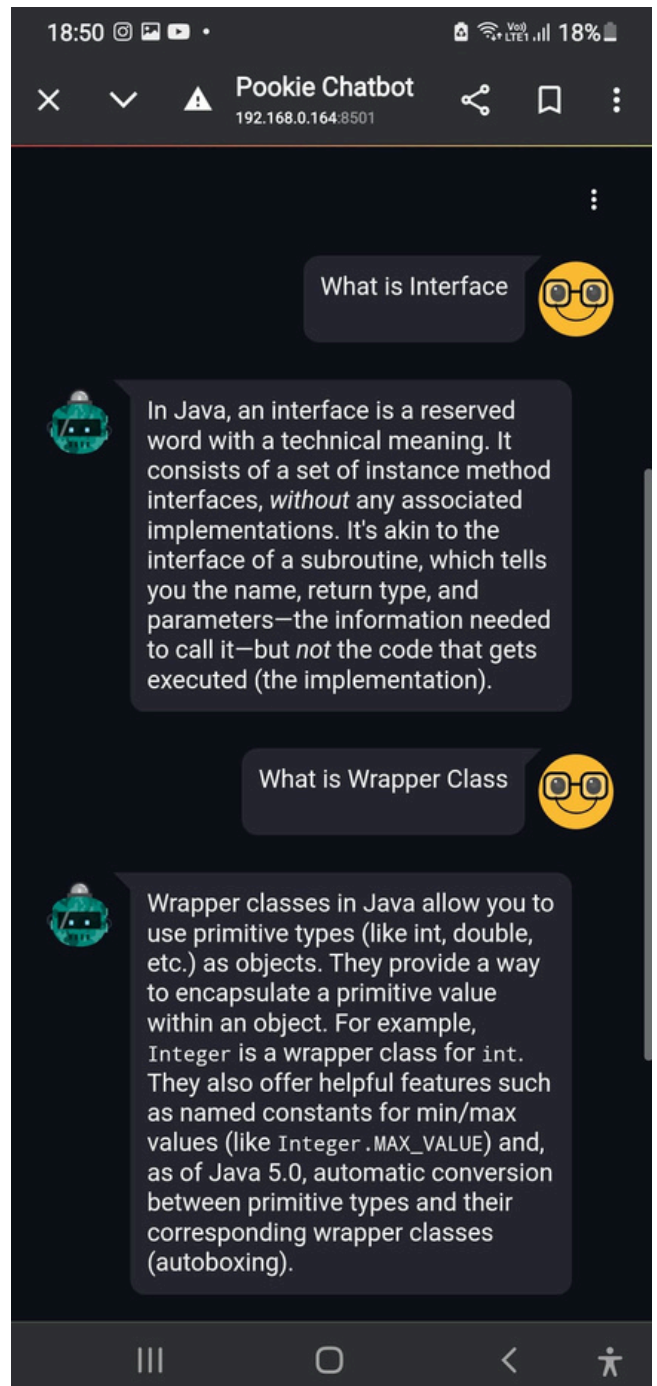 18:50
Vo))
LTE1
18%
Pookie Chatbot
192.168.0.164:8501
What is Interface
In Java, an interface is a reserved
word with a technical meaning. It
consists of a set of instance method
interfaces, without any associated
implementations. It's akin to the
interface of a subroutine, which tells
you the name, return type, and
parameters—the information needed
to call it—but not the code that gets
executed (the implementation).
What is Wrapper Class
Wrapper classes in Java allow you to
use primitive types (like int, double,
etc.) as objects. They provide a way
to encapsulate a primitive value
within an object. For example,
Integer is a wrapper class for int.
They also offer helpful features such
as named constants for min/max
values (like Integer.MAX_VALUE) and,
as of Java 5.0, automatic conversion
between primitive types and their
corresponding wrapper classes
(autoboxing).